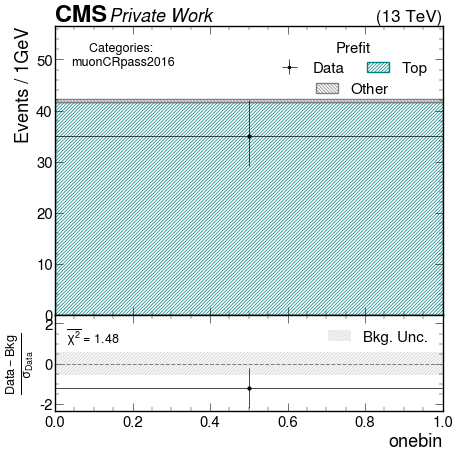 CMS Private Work (13 TeV)
Categories:
muonCRpass2016
Prefit
Data
Top
Other
Events / 1GeV
50
40
30
20
10
0
χ² = 1.48
Bkg. Unc.
Data − Bkg
σData
2
0
-2
0.0 0.2 0.4 0.6 0.8 1.0
onebin